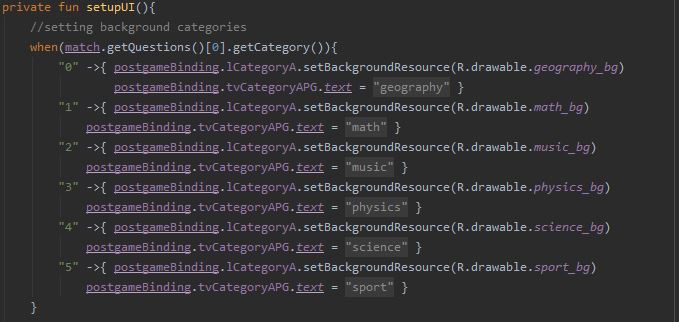 private fun setupUI(){
    //setting background categories
    when(match.getQuestions()[0].getCategory()){
        "0" ->{ postgameBinding.lCategoryA.setBackgroundResource(R.drawable.geography_bg)
                postgameBinding.tvCategoryAPG.text = "geography" }
        "1" ->{ postgameBinding.lCategoryA.setBackgroundResource(R.drawable.math_bg)
            postgameBinding.tvCategoryAPG.text = "math" }
        "2" ->{ postgameBinding.lCategoryA.setBackgroundResource(R.drawable.music_bg)
            postgameBinding.tvCategoryAPG.text = "music" }
        "3" ->{ postgameBinding.lCategoryA.setBackgroundResource(R.drawable.physics_bg)
            postgameBinding.tvCategoryAPG.text = "physics" }
        "4" ->{ postgameBinding.lCategoryA.setBackgroundResource(R.drawable.science_bg)
            postgameBinding.tvCategoryAPG.text = "science" }
        "5" ->{ postgameBinding.lCategoryA.setBackgroundResource(R.drawable.sport_bg)
            postgameBinding.tvCategoryAPG.text = "sport" }
    }